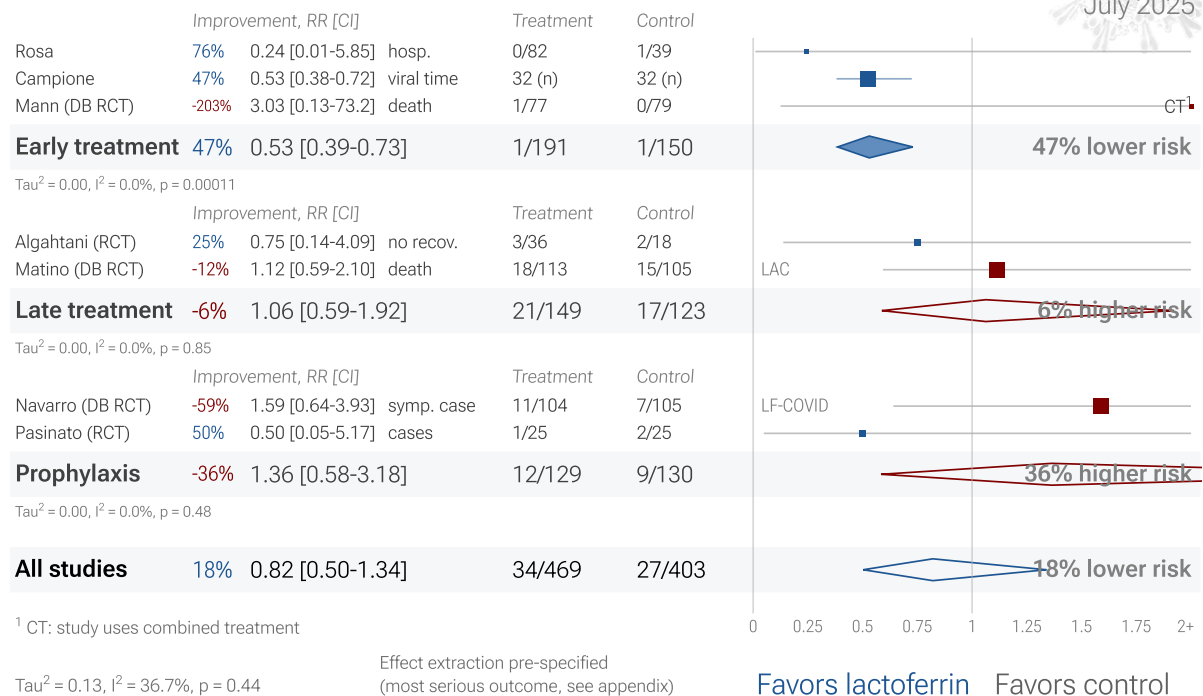 July 2025
Improvement, RR [CI] Treatment Control
Rosa 76% 0.24 [0.01-5.85] hosp. 0/82 1/39
Campione 47% 0.53 [0.38-0.72] viral time 32 (n) 32 (n)
Mann (DB RCT) -203% 3.03 [0.13-73.2] death 1/77 0/79 CT¹
Early treatment 47% 0.53 [0.39-0.73] 1/191 1/150 47% lower risk
Tau² = 0.00, I² = 0.0%, p = 0.00011
Improvement, RR [CI] Treatment Control
Algahtani (RCT) 25% 0.75 [0.14-4.09] no recov. 3/36 2/18
Matino (DB RCT) -12% 1.12 [0.59-2.10] death 18/113 15/105 LAC
Late treatment -6% 1.06 [0.59-1.92] 21/149 17/123 6% higher risk
Tau² = 0.00, I² = 0.0%, p = 0.85
Improvement, RR [CI] Treatment Control
Navarro (DB RCT) -59% 1.59 [0.64-3.93] symp. case 11/104 7/105 LF-COVID
Pasinato (RCT) 50% 0.50 [0.05-5.17] cases 1/25 2/25
Prophylaxis -36% 1.36 [0.58-3.18] 12/129 9/130 36% higher risk
Tau² = 0.00, I² = 0.0%, p = 0.48
All studies 18% 0.82 [0.50-1.34] 34/469 27/403 18% lower risk
¹ CT: study uses combined treatment 0 0.25 0.5 0.75 1 1.25 1.5 1.75 2+
Effect extraction pre-specified
Tau² = 0.13, I² = 36.7%, p = 0.44 (most serious outcome, see appendix) Favors lactoferrin Favors control